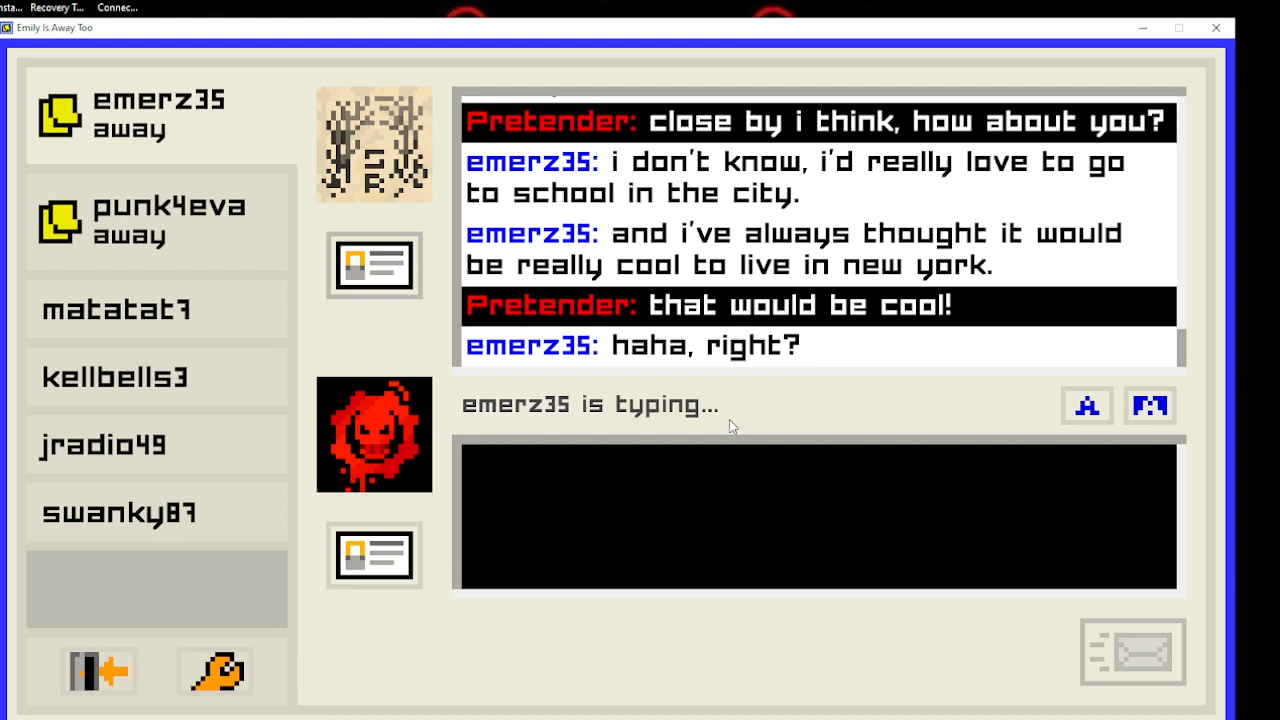 nsta...
Recovery T...
Connec...
Emily Is Away Too
emerz35
away
punk4eva
away
matatat7
kellbells3
jradio49
swanky87
SR
Pretender: close by i think, how about you?
emerz35: i don't know, i'd really love to go
to school in the city.
emerz35: and i've always thought it would
be really cool to live in new york.
Pretender: that would be cool!
emerz35: haha, right?
emerz35 is typing...
A